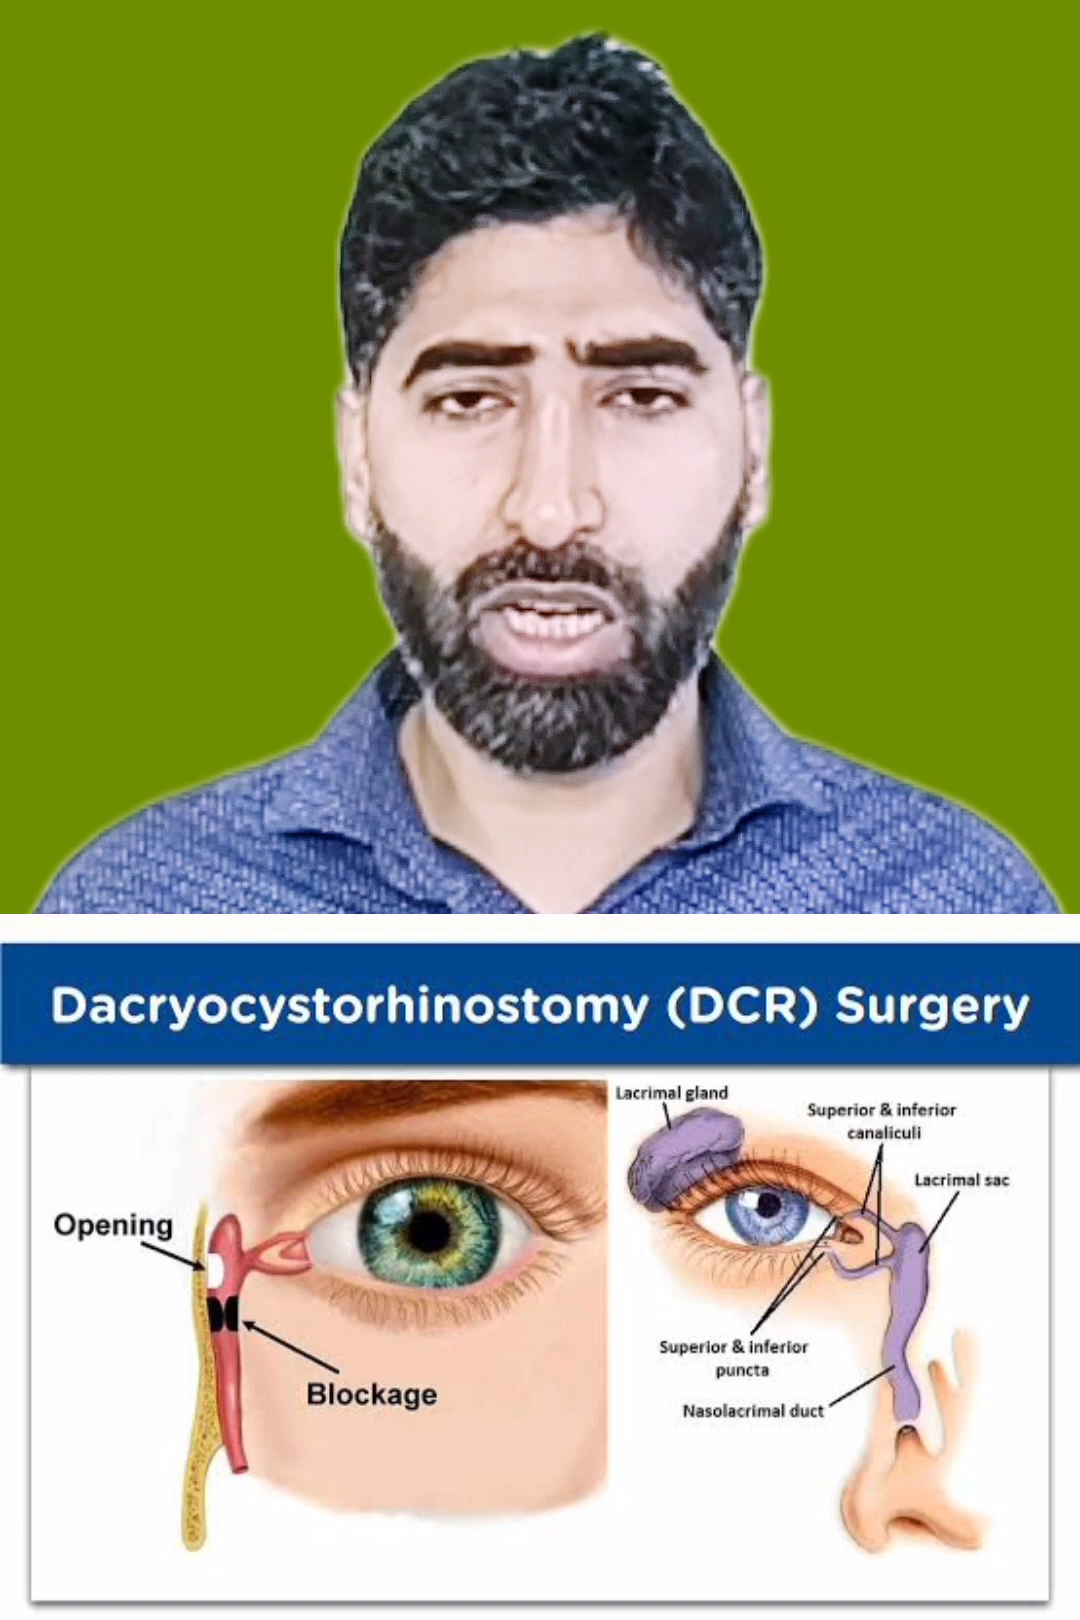 Dacryocystorhinostomy (DCR) Surgery
Opening
Blockage
Lacrimal gland
Superior & inferior
canaliculi
Lacrimal sac
Superior & inferior
puncta
Nasolacrimal duct